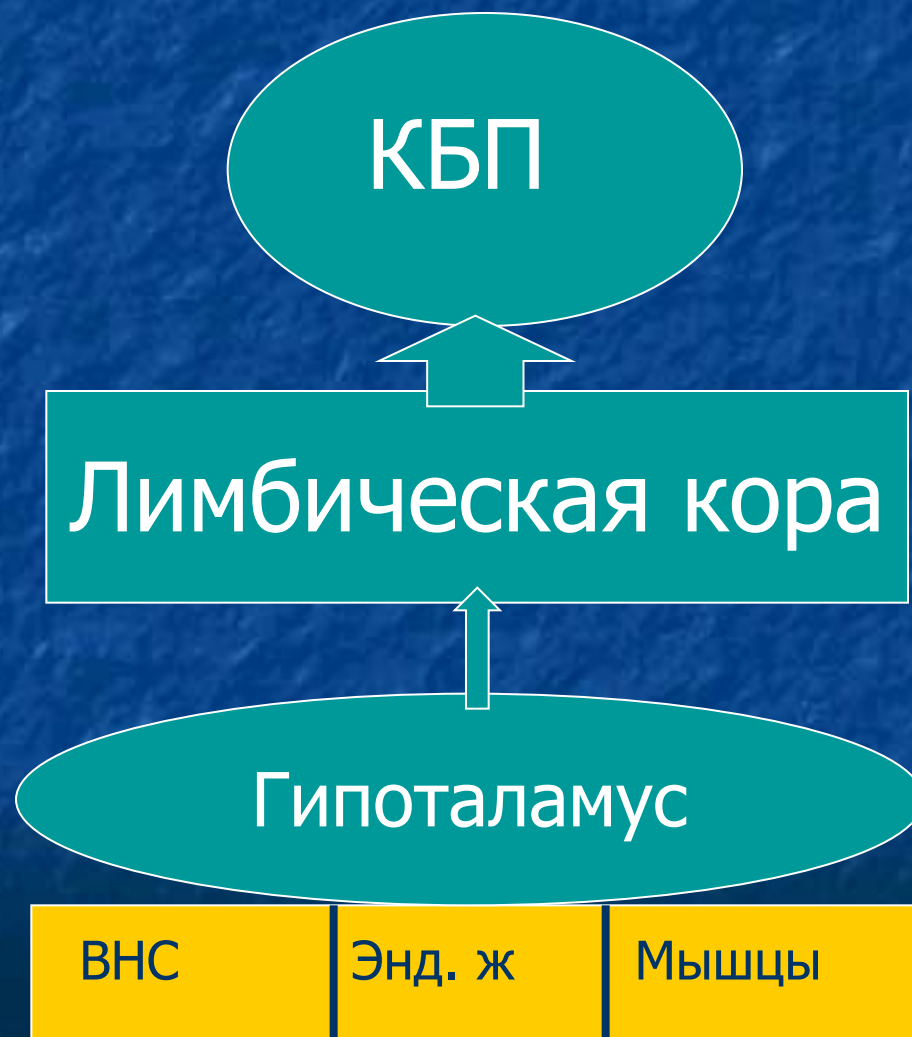 КБП
Лимбическая кора
Гипоталамус
ВНС
Энд. ж
Мышцы